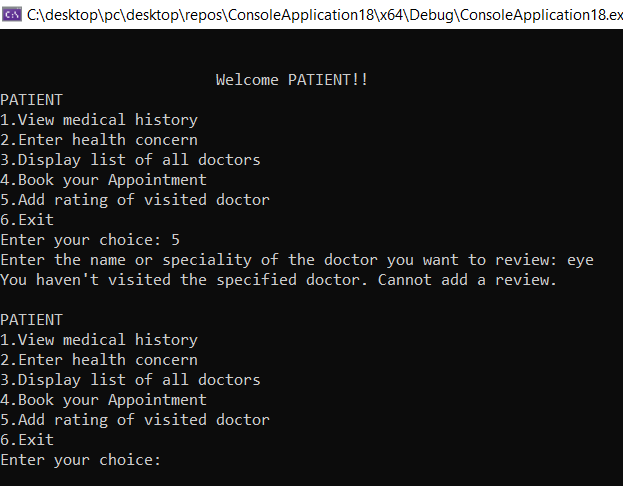 C:\desktop\pc\desktop\repos\ConsoleApplication18\x64\Debug\ConsoleApplication18.ex
Welcome PATIENT!!
PATIENT
1.View medical history
2.Enter health concern
3.Display list of all doctors
4.Book your Appointment
5.Add rating of visited doctor
6.Exit
Enter your choice: 5
Enter the name or speciality of the doctor you want to review: eye
You haven't visited the specified doctor. Cannot add a review.
PATIENT
1.View medical history
2.Enter health concern
3.Display list of all doctors
4.Book your Appointment
5.Add rating of visited doctor
6.Exit
Enter your choice: